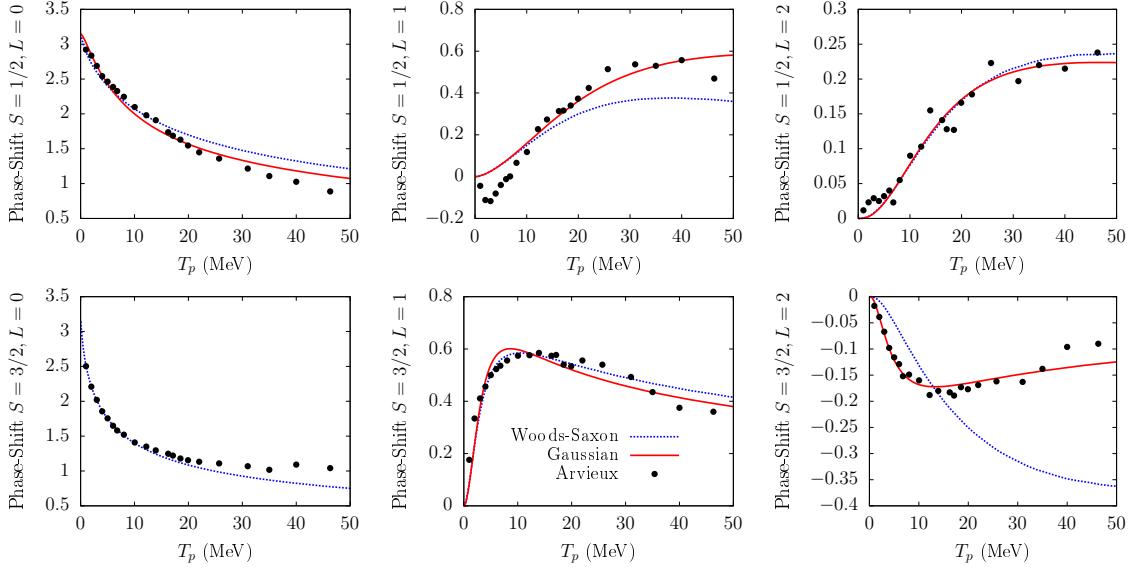 Phase-Shift S = 1/2, L = 0
3.5
3
2.5
2
1.5
1
0.5
0 10 20 30 40 50
T_p (MeV)
Phase-Shift S = 1/2, L = 1
0.8
0.6
0.4
0.2
0
−0.2
0 10 20 30 40 50
T_p (MeV)
Phase-Shift S = 1/2, L = 2
0.3
0.25
0.2
0.15
0.1
0.05
0
0 10 20 30 40 50
T_p (MeV)
Phase-Shift S = 3/2, L = 0
3.5
3
2.5
2
1.5
1
0.5
0 10 20 30 40 50
T_p (MeV)
Phase-Shift S = 3/2, L = 1
0.8
0.6
0.4
0.2
0
Woods-Saxon
Gaussian
Arvieux
0 10 20 30 40 50
T_p (MeV)
Phase-Shift S = 3/2, L = 2
0
−0.05
−0.1
−0.15
−0.2
−0.25
−0.3
−0.35
−0.4
0 10 20 30 40 50
T_p (MeV)